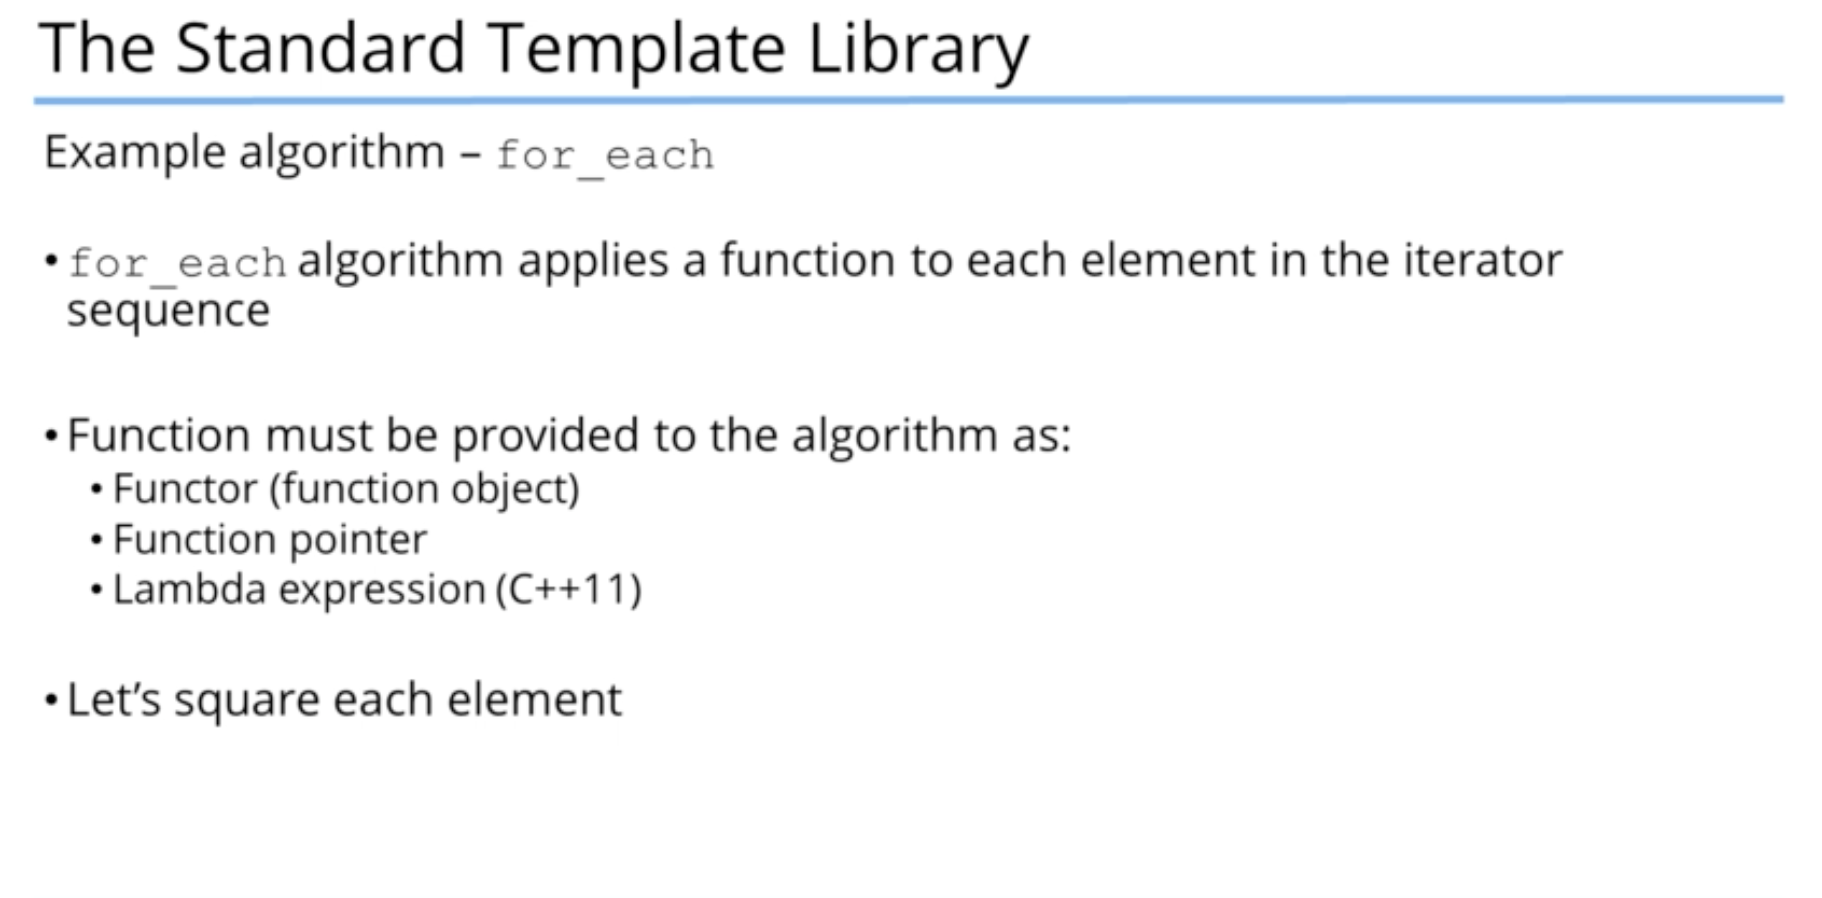 The Standard Template Library
Example algorithm – for_each
• for_each algorithm applies a function to each element in the iterator
sequence
• Function must be provided to the algorithm as:
• Functor (function object)
• Function pointer
• Lambda expression (C++11)
• Let’s square each element